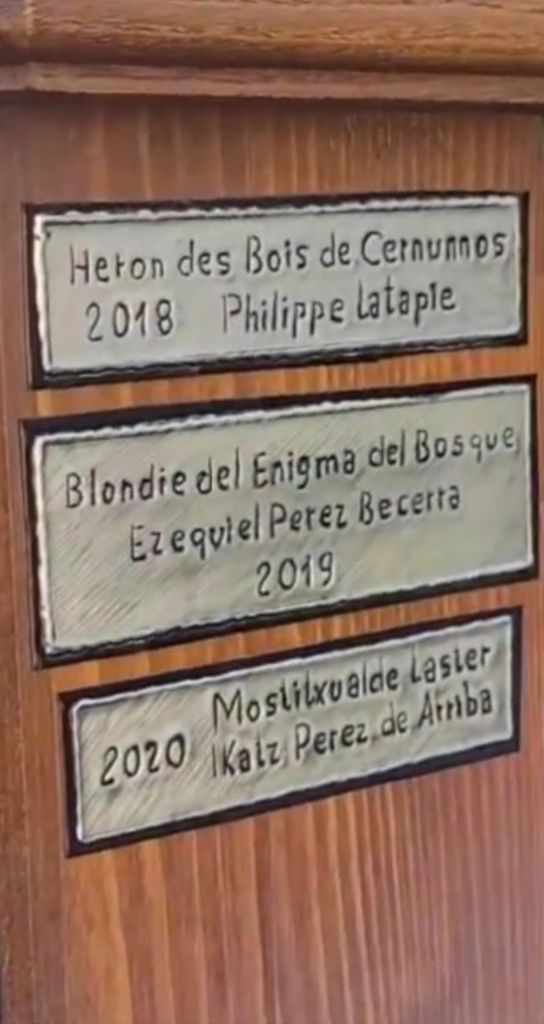 Heron des Bois de Cernunnos
2018 Philippe Latapie
Blondie del Enigma del Bosque
Ezequiel Perez Becerra
2019
Mostitxualde Laster
2020 IKatz Perez de Arriba